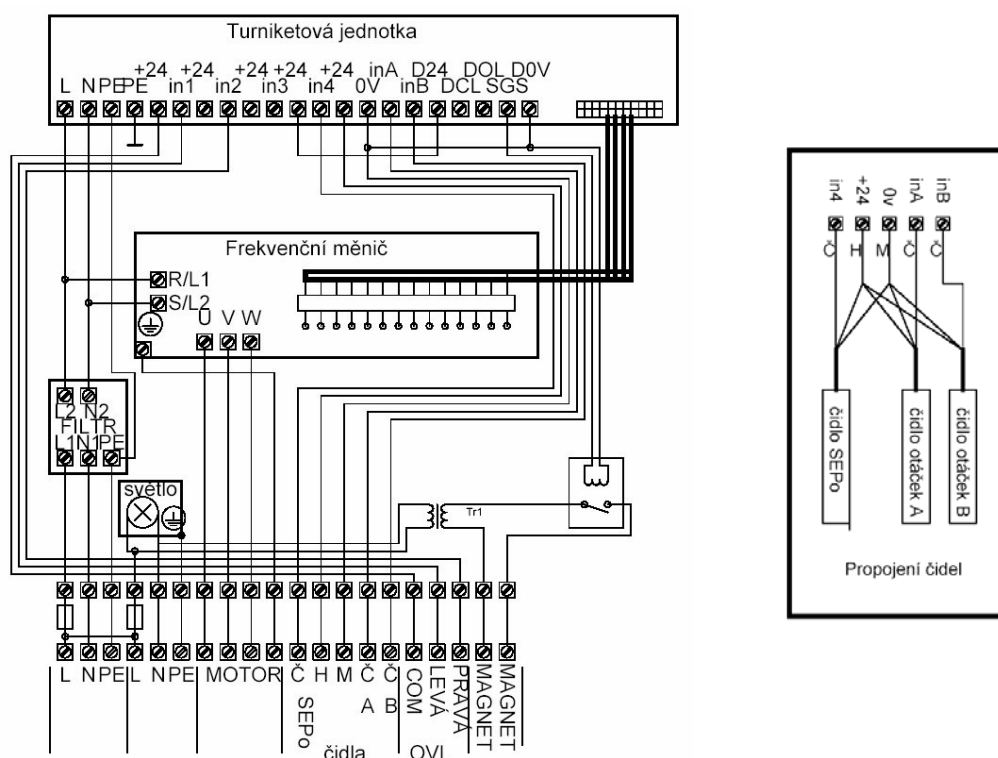 Turniketová jednotka
+24 +24 +24 +24 +24 inA D24 DOL D0V
L N PE PE in1 in2 in3 in4 0V inB DCL SGS
Frekvenční měnič
R/L1
S/L2
U V W
L2 N2
FILTR
L1 N1 PE
světlo
Tr1
L N PE L N PE MOTOR Č H M Č Č COM LEVÁ PRAVÁ MAGNET MAGNET
A B
SEPo
čidla OVL
in4 +24 0v inA inB
Č H M Č Č
čidlo SEPo
čidlo otáček A
čidlo otáček B
Propojení čidel